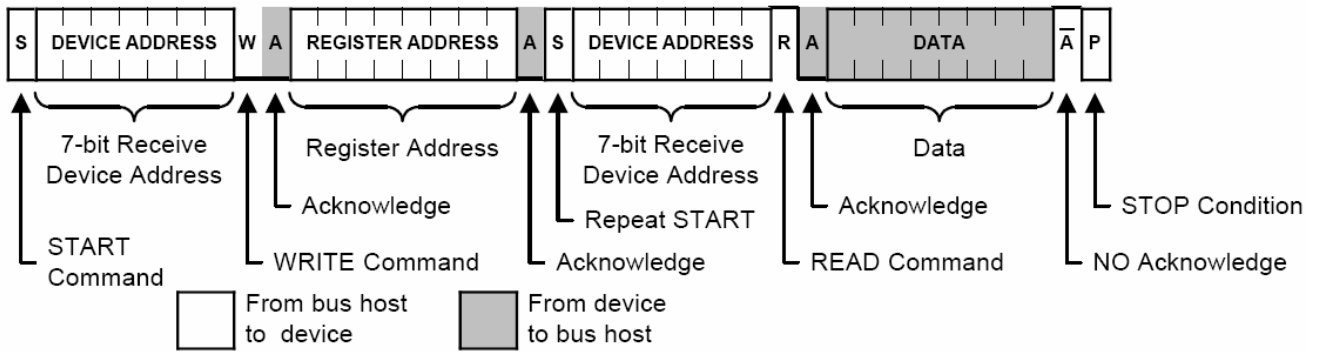 S DEVICE ADDRESS W A REGISTER ADDRESS A S DEVICE ADDRESS R A DATA A̅ P
7-bit Receive
Device Address
Register Address
7-bit Receive
Device Address
Data
Acknowledge
Repeat START
Acknowledge
STOP Condition
START
Command
WRITE Command
Acknowledge
READ Command
NO Acknowledge
From bus host
to device
From device
to bus host